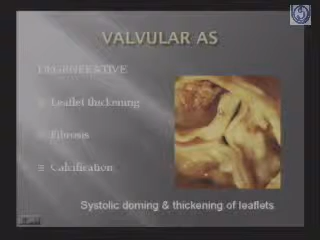 VALVULAR AS
DEGENERATIVE
Leaflet thickening
Fibrosis
Calcification
Systolic doming & thickening of leaflets